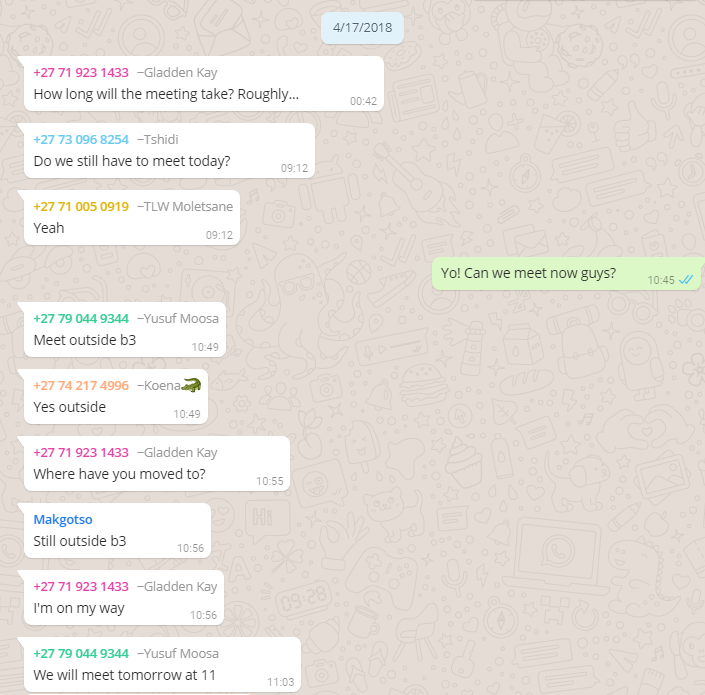 4/17/2018
+27 71 923 1433 ~Gladden Kay
How long will the meeting take? Roughly...
00:42
+27 73 096 8254 ~Tshidi
Do we still have to meet today?
09:12
+27 71 005 0919 ~TLW Moletsane
Yeah
09:12
Yo! Can we meet now guys?
10:45
+27 79 044 9344 ~Yusuf Moosa
Meet outside b3
10:49
+27 74 217 4996 ~Koena🐊
Yes outside
10:49
+27 71 923 1433 ~Gladden Kay
Where have you moved to?
10:55
Makgotso
Still outside b3
10:56
+27 71 923 1433 ~Gladden Kay
I'm on my way
10:56
+27 79 044 9344 ~Yusuf Moosa
We will meet tomorrow at 11
11:03